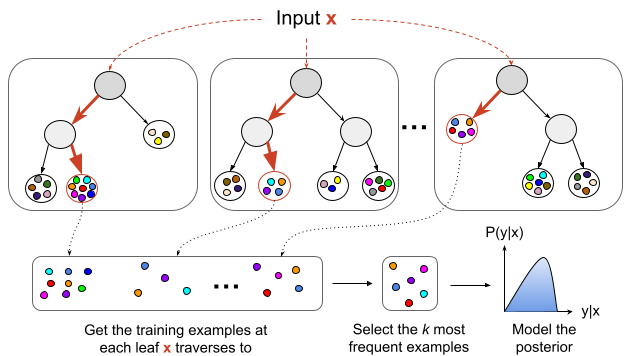 Input x
...
P(y|x)
...
y|x
Get the training examples at
each leaf x traverses to
Select the k most
frequent examples
Model the
posterior